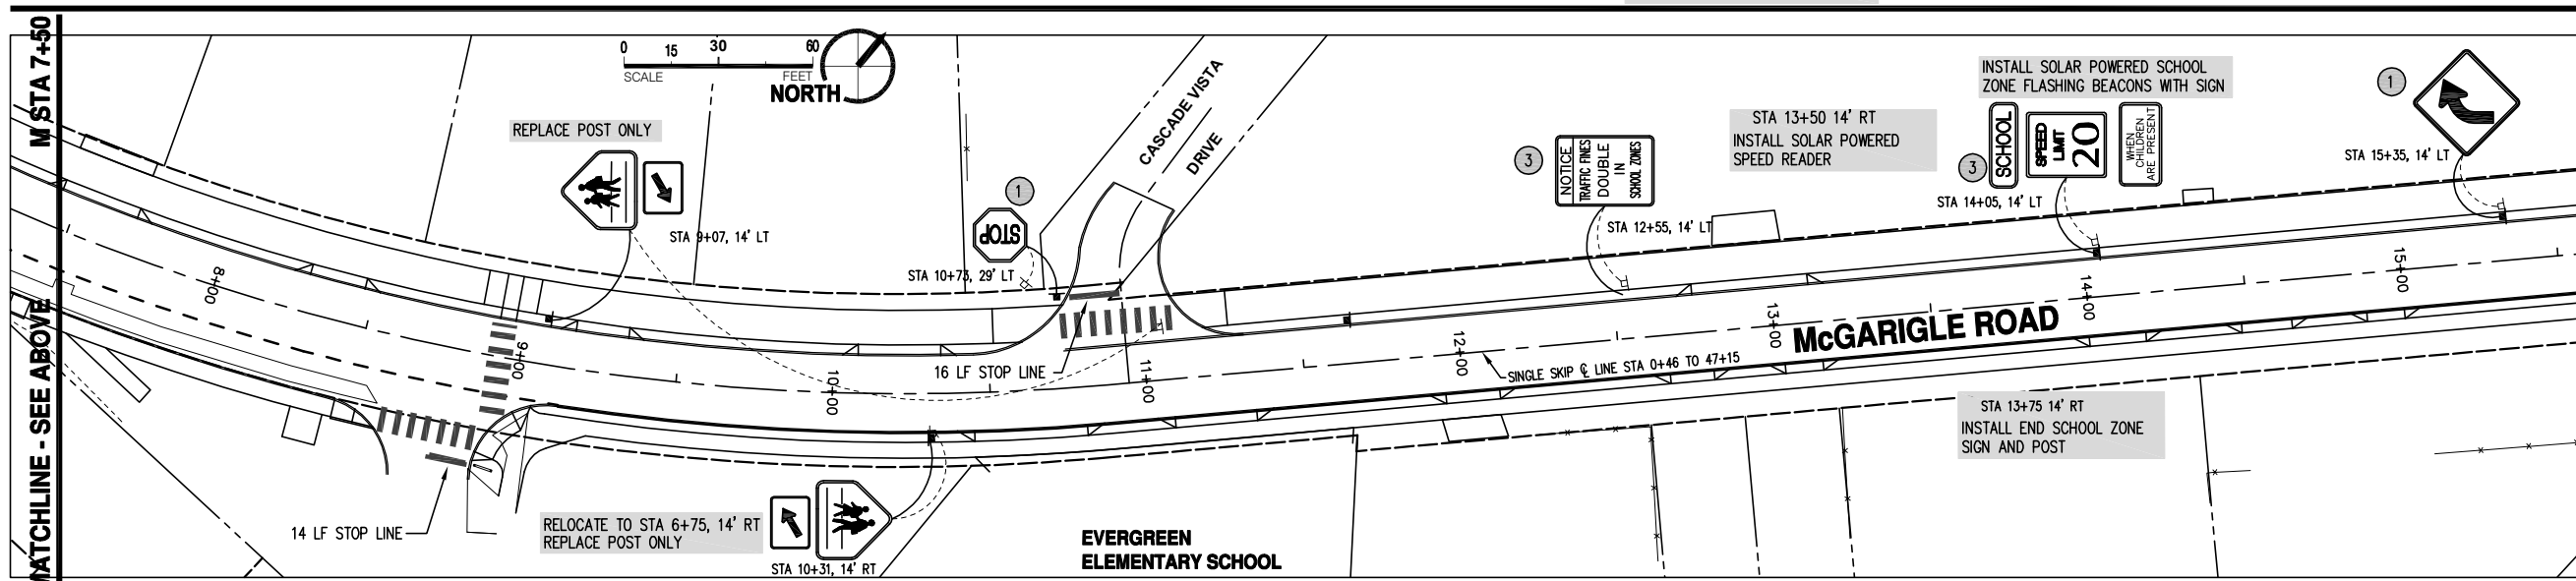 M STA 7+50
MATCHLINE - SEE ABOVE
0 15 30 60
SCALE FEET
NORTH
REPLACE POST ONLY
STA 9+07, 14' LT
1
STOP
STA 10+73, 29' LT
CASCADE VISTA
DRIVE
3
NOTICE
TRAFFIC FINES
DOUBLE
IN
SCHOOL ZONES
STA 12+55, 14' LT
STA 13+50 14' RT
INSTALL SOLAR POWERED
SPEED READER
INSTALL SOLAR POWERED SCHOOL
ZONE FLASHING BEACONS WITH SIGN
3
SCHOOL
SPEED
LIMIT
20
WHEN
CHILDREN
ARE PRESENT
STA 14+05, 14' LT
1
STA 15+35, 14' LT
8+00
9+00
10+00
11+00
12+00
13+00
14+00
15+00
McGARIGLE ROAD
16 LF STOP LINE
SINGLE SKIP ℄ LINE STA 0+46 TO 47+15
STA 13+75 14' RT
INSTALL END SCHOOL ZONE
SIGN AND POST
14 LF STOP LINE
RELOCATE TO STA 6+75, 14' RT
REPLACE POST ONLY
STA 10+31, 14' RT
EVERGREEN
ELEMENTARY SCHOOL